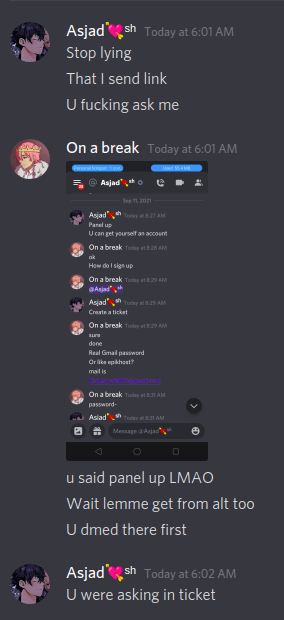 Asjad💘ˢʰ Today at 6:01 AM
Stop lying
That I send link
U fucking ask me
On a break Today at 6:01 AM
@ Asjad💘ˢʰ
Sep 11, 2021
Asjad💘ˢʰ Today at 8:27 AM
Panel up
U can get yourself an account
On a break Today at 8:28 AM
ok
How do I sign up
On a break Today at 8:29 AM
@Asjad💘ˢʰ
Asjad💘ˢʰ Today at 8:29 AM
Create a ticket
On a break Today at 8:29 AM
sure
done
Real Gmail password
Or like epikhost?
mail is
On a break Today at 8:31 AM
password-
Asjad💘ˢʰ Today at 8:31 AM
Message @Asjad💘ˢʰ
u said panel up LMAO
Wait lemme get from alt too
U dmed there first
Asjad💘ˢʰ Today at 6:02 AM
U were asking in ticket